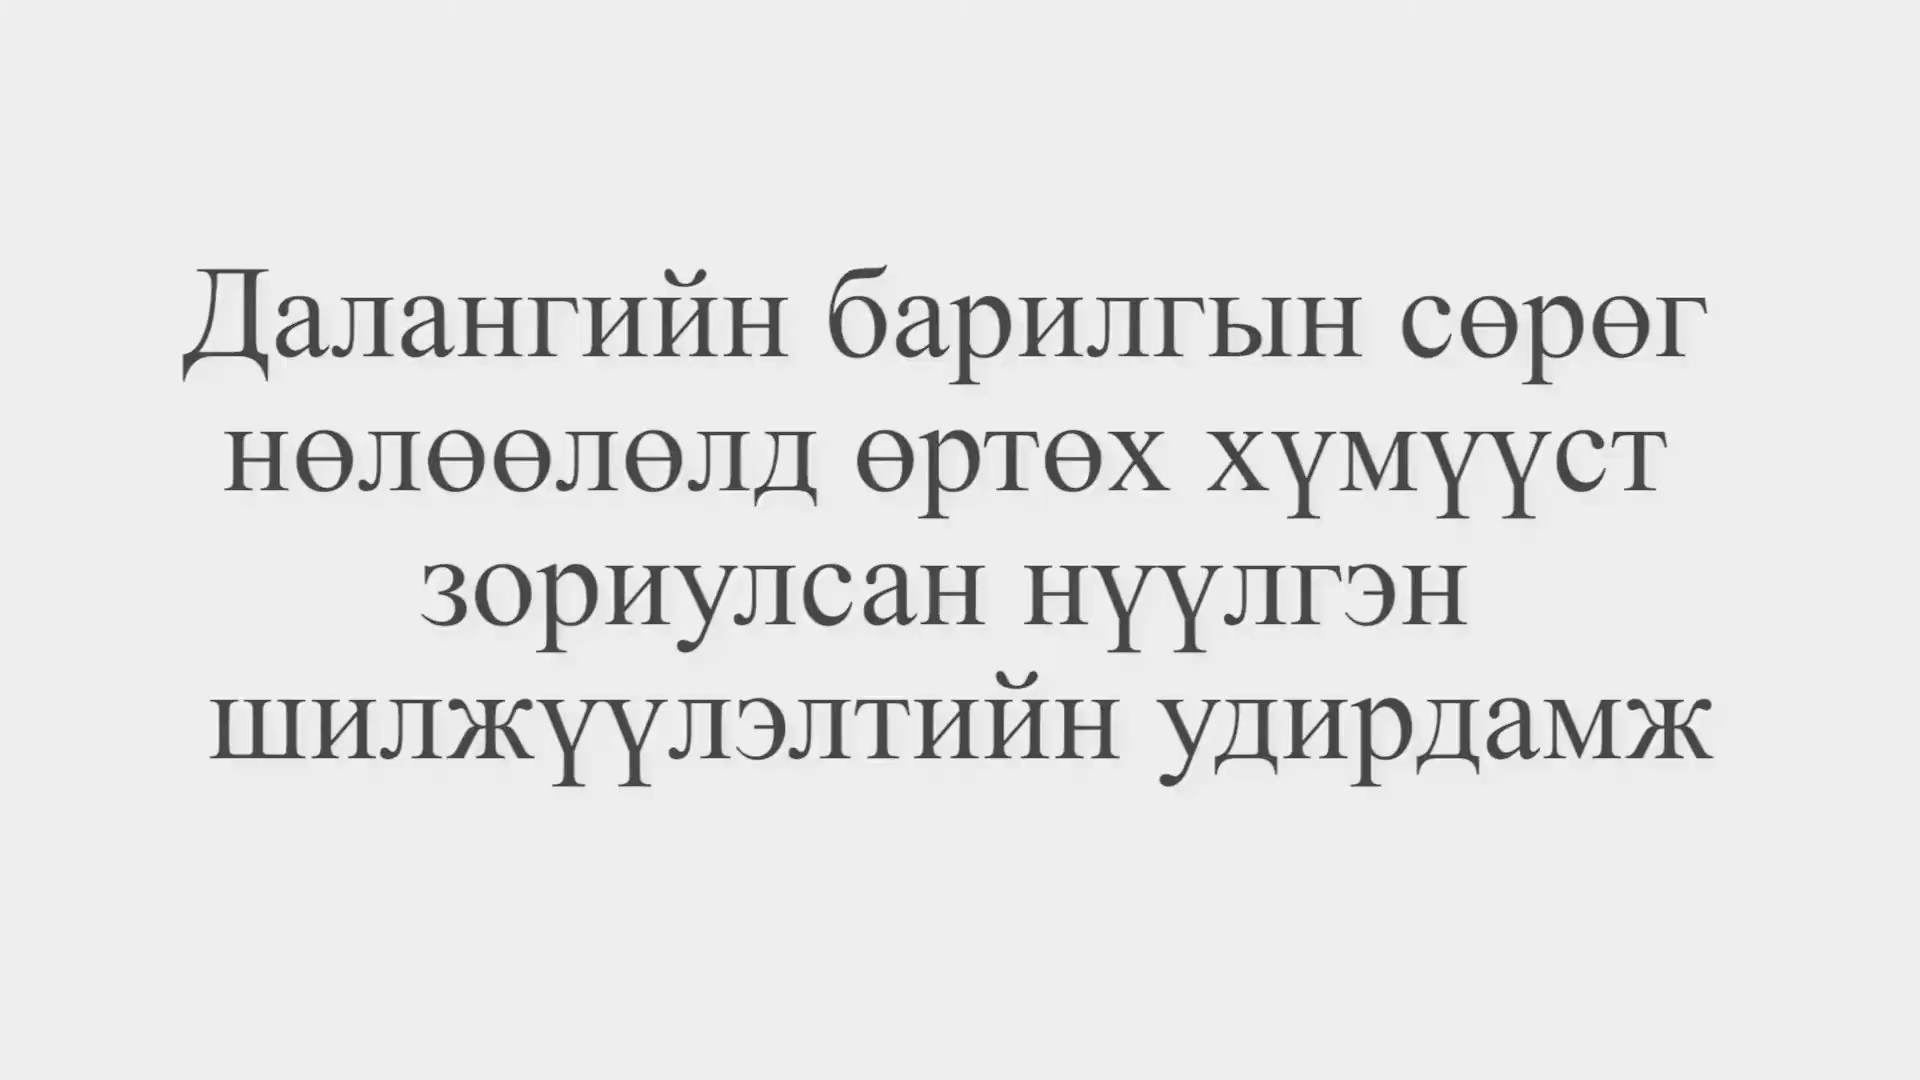 Далангийн барилгын сөрөг
нөлөөлөлд өртөх хүмүүст
зориулсан нүүлгэн
шилжүүлэлтийн удирдамж